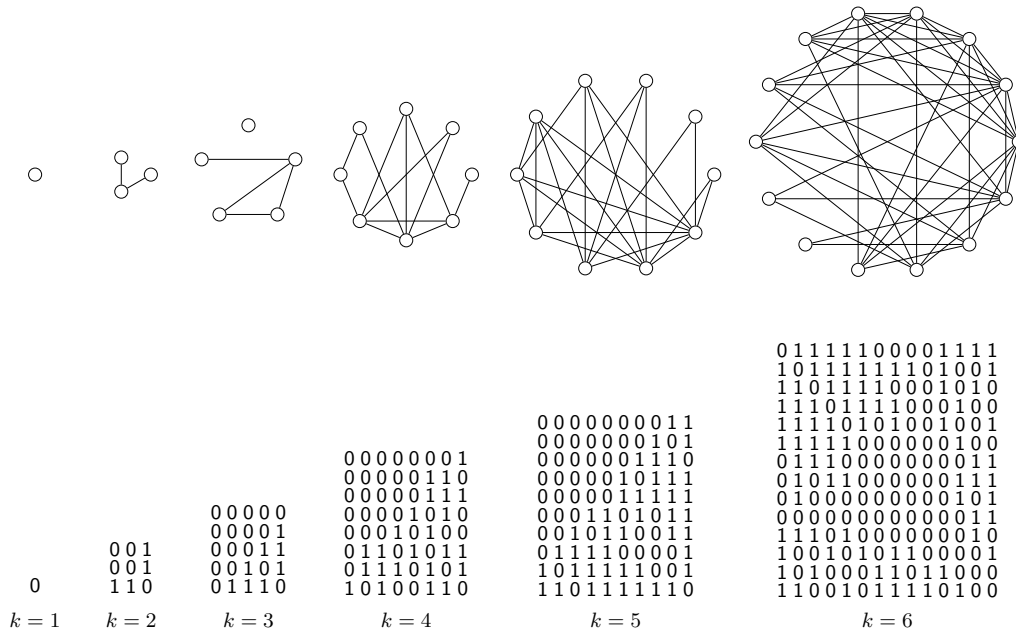 0
k = 1
0 0 1
0 0 1
1 1 0
k = 2
0 0 0 0 0
0 0 0 0 1
0 0 0 1 1
0 0 1 0 1
0 1 1 1 0
k = 3
0 0 0 0 0 0 0 1
0 0 0 0 0 1 1 0
0 0 0 0 0 1 1 1
0 0 0 0 1 0 1 0
0 0 0 1 0 1 0 0
0 1 1 0 1 0 1 1
0 1 1 1 0 1 0 1
1 0 1 0 0 1 1 0
k = 4
0 0 0 0 0 0 0 0 1 1
0 0 0 0 0 0 0 1 0 1
0 0 0 0 0 0 1 1 1 0
0 0 0 0 0 1 0 1 1 1
0 0 0 0 0 1 1 1 1 1
0 0 0 1 1 0 1 0 1 1
0 0 1 0 1 1 0 0 1 1
0 1 1 1 1 0 0 0 0 1
1 0 1 1 1 1 1 0 0 1
1 1 0 1 1 1 1 1 1 0
k = 5
0 1 1 1 1 1 0 0 0 0 1 1 1 1
1 0 1 1 1 1 1 1 1 0 1 0 0 1
1 1 0 1 1 1 1 0 0 0 1 0 1 0
1 1 1 0 1 1 1 1 0 0 0 1 0 0
1 1 1 1 0 1 0 1 0 0 1 0 0 1
1 1 1 1 1 0 0 0 0 0 0 1 0 0
0 1 1 1 0 0 0 0 0 0 0 0 1 1
0 1 0 1 1 0 0 0 0 0 0 1 1 1
0 1 0 0 0 0 0 0 0 0 0 1 0 1
0 0 0 0 0 0 0 0 0 0 0 0 1 1
1 1 1 0 1 0 0 0 0 0 0 0 1 0
1 0 0 1 0 1 0 1 1 0 0 0 0 1
1 0 1 0 0 0 1 1 0 1 1 0 0 0
1 1 0 0 1 0 1 1 1 1 0 1 0 0
k = 6